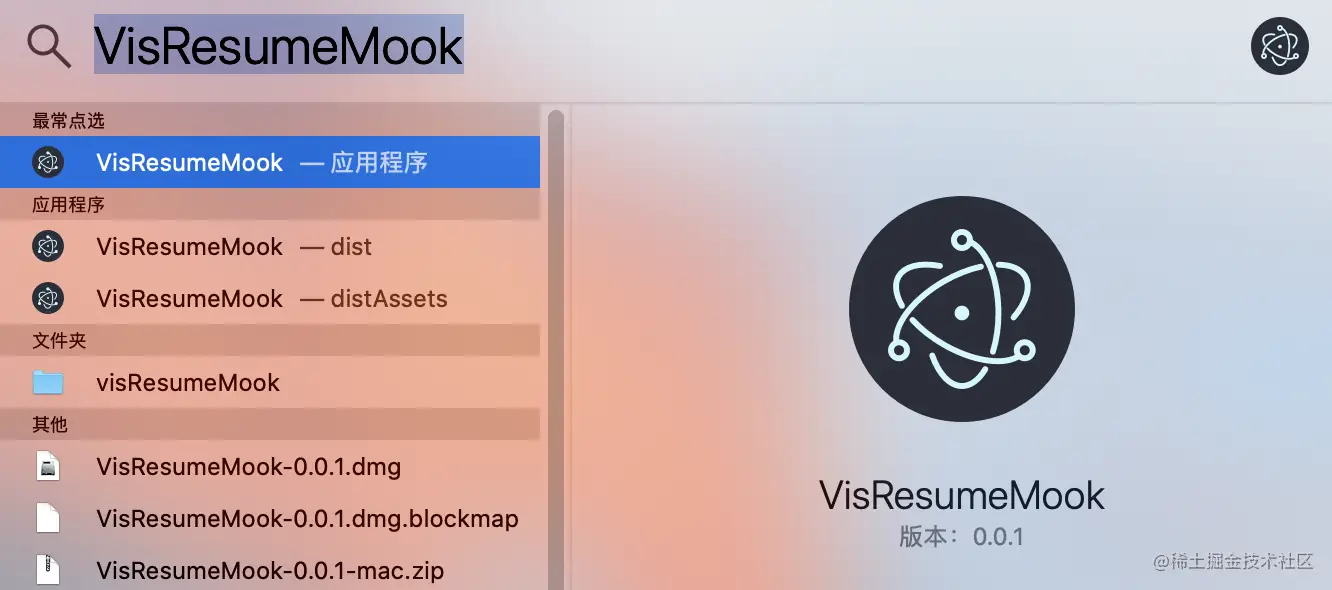 VisResumeMook
最常点选
VisResumeMook — 应用程序
应用程序
VisResumeMook — dist
VisResumeMook — distAssets
文件夹
visResumeMook
其他
VisResumeMook-0.0.1.dmg
VisResumeMook-0.0.1.dmg.blockmap
VisResumeMook-0.0.1-mac.zip
VisResumeMook
版本：0.0.1
@稀土掘金技术社区